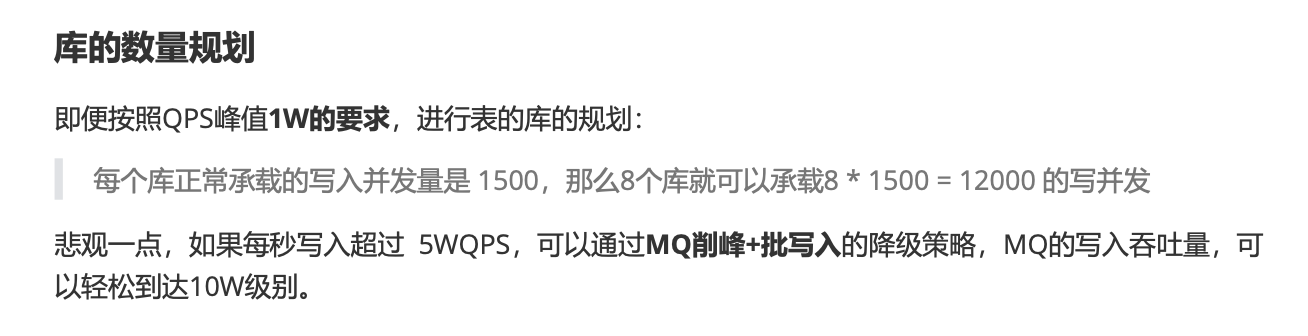 库的数量规划
即便按照QPS峰值1W的要求，进行表的库的规划：
每个库正常承载的写入并发量是 1500，那么8个库就可以承载8 * 1500 = 12000 的写并发
悲观一点，如果每秒写入超过 5WQPS，可以通过MQ削峰+批写入的降级策略，MQ的写入吞吐量，可
以轻松到达10W级别。